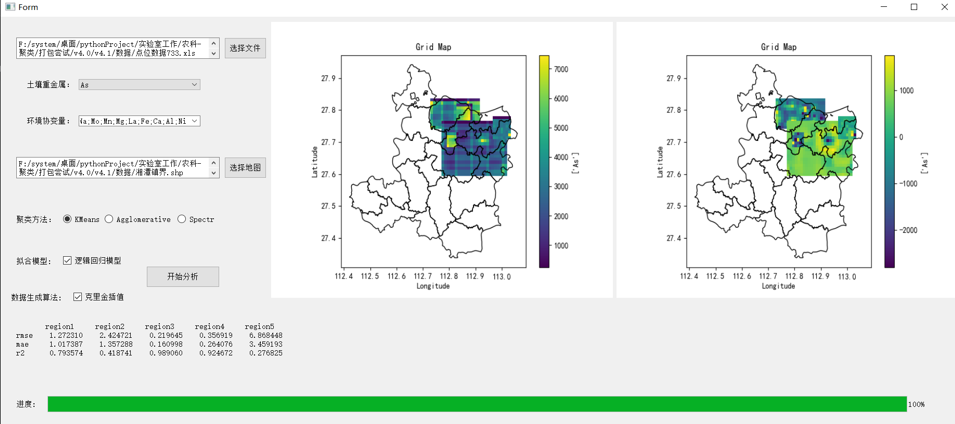 Form
F:/system/桌面/pythonProject/实验室工作/农科-
聚类/打包尝试/v4.0/v4.1/数据/点位数据733.xls
选择文件
土壤重金属：
As
环境协变量：
Mo;Mn;Mg;La;Fe;Ca;Al;Ni
F:/system/桌面/pythonProject/实验室工作/农科-
聚类/打包尝试/v4.0/v4.1/数据/湘潭镇界.shp
选择地图
聚类方法：
KMeans
Agglomerative
Spectr
拟合模型：
逻辑回归模型
开始分析
数据生成算法：
克里金插值
region1 region2 region3 region4 region5
rmse 1.272310 2.424721 0.219645 0.356919 6.868448
mae 1.017387 1.357288 0.160998 0.264076 3.459193
r2 0.793574 0.418741 0.989060 0.924672 0.276825
进度：
100%
Grid Map
27.9
27.8
27.7
27.6
27.5
27.4
Latitude
112.4 112.5 112.6 112.7 112.8 112.9 113.0
Longitude
7000
6000
5000
4000
3000
2000
1000
['As']
Grid Map
27.9
27.8
27.7
27.6
27.5
27.4
Latitude
112.4 112.5 112.6 112.7 112.8 112.9 113.0
Longitude
1000
0
−1000
−2000
['As']